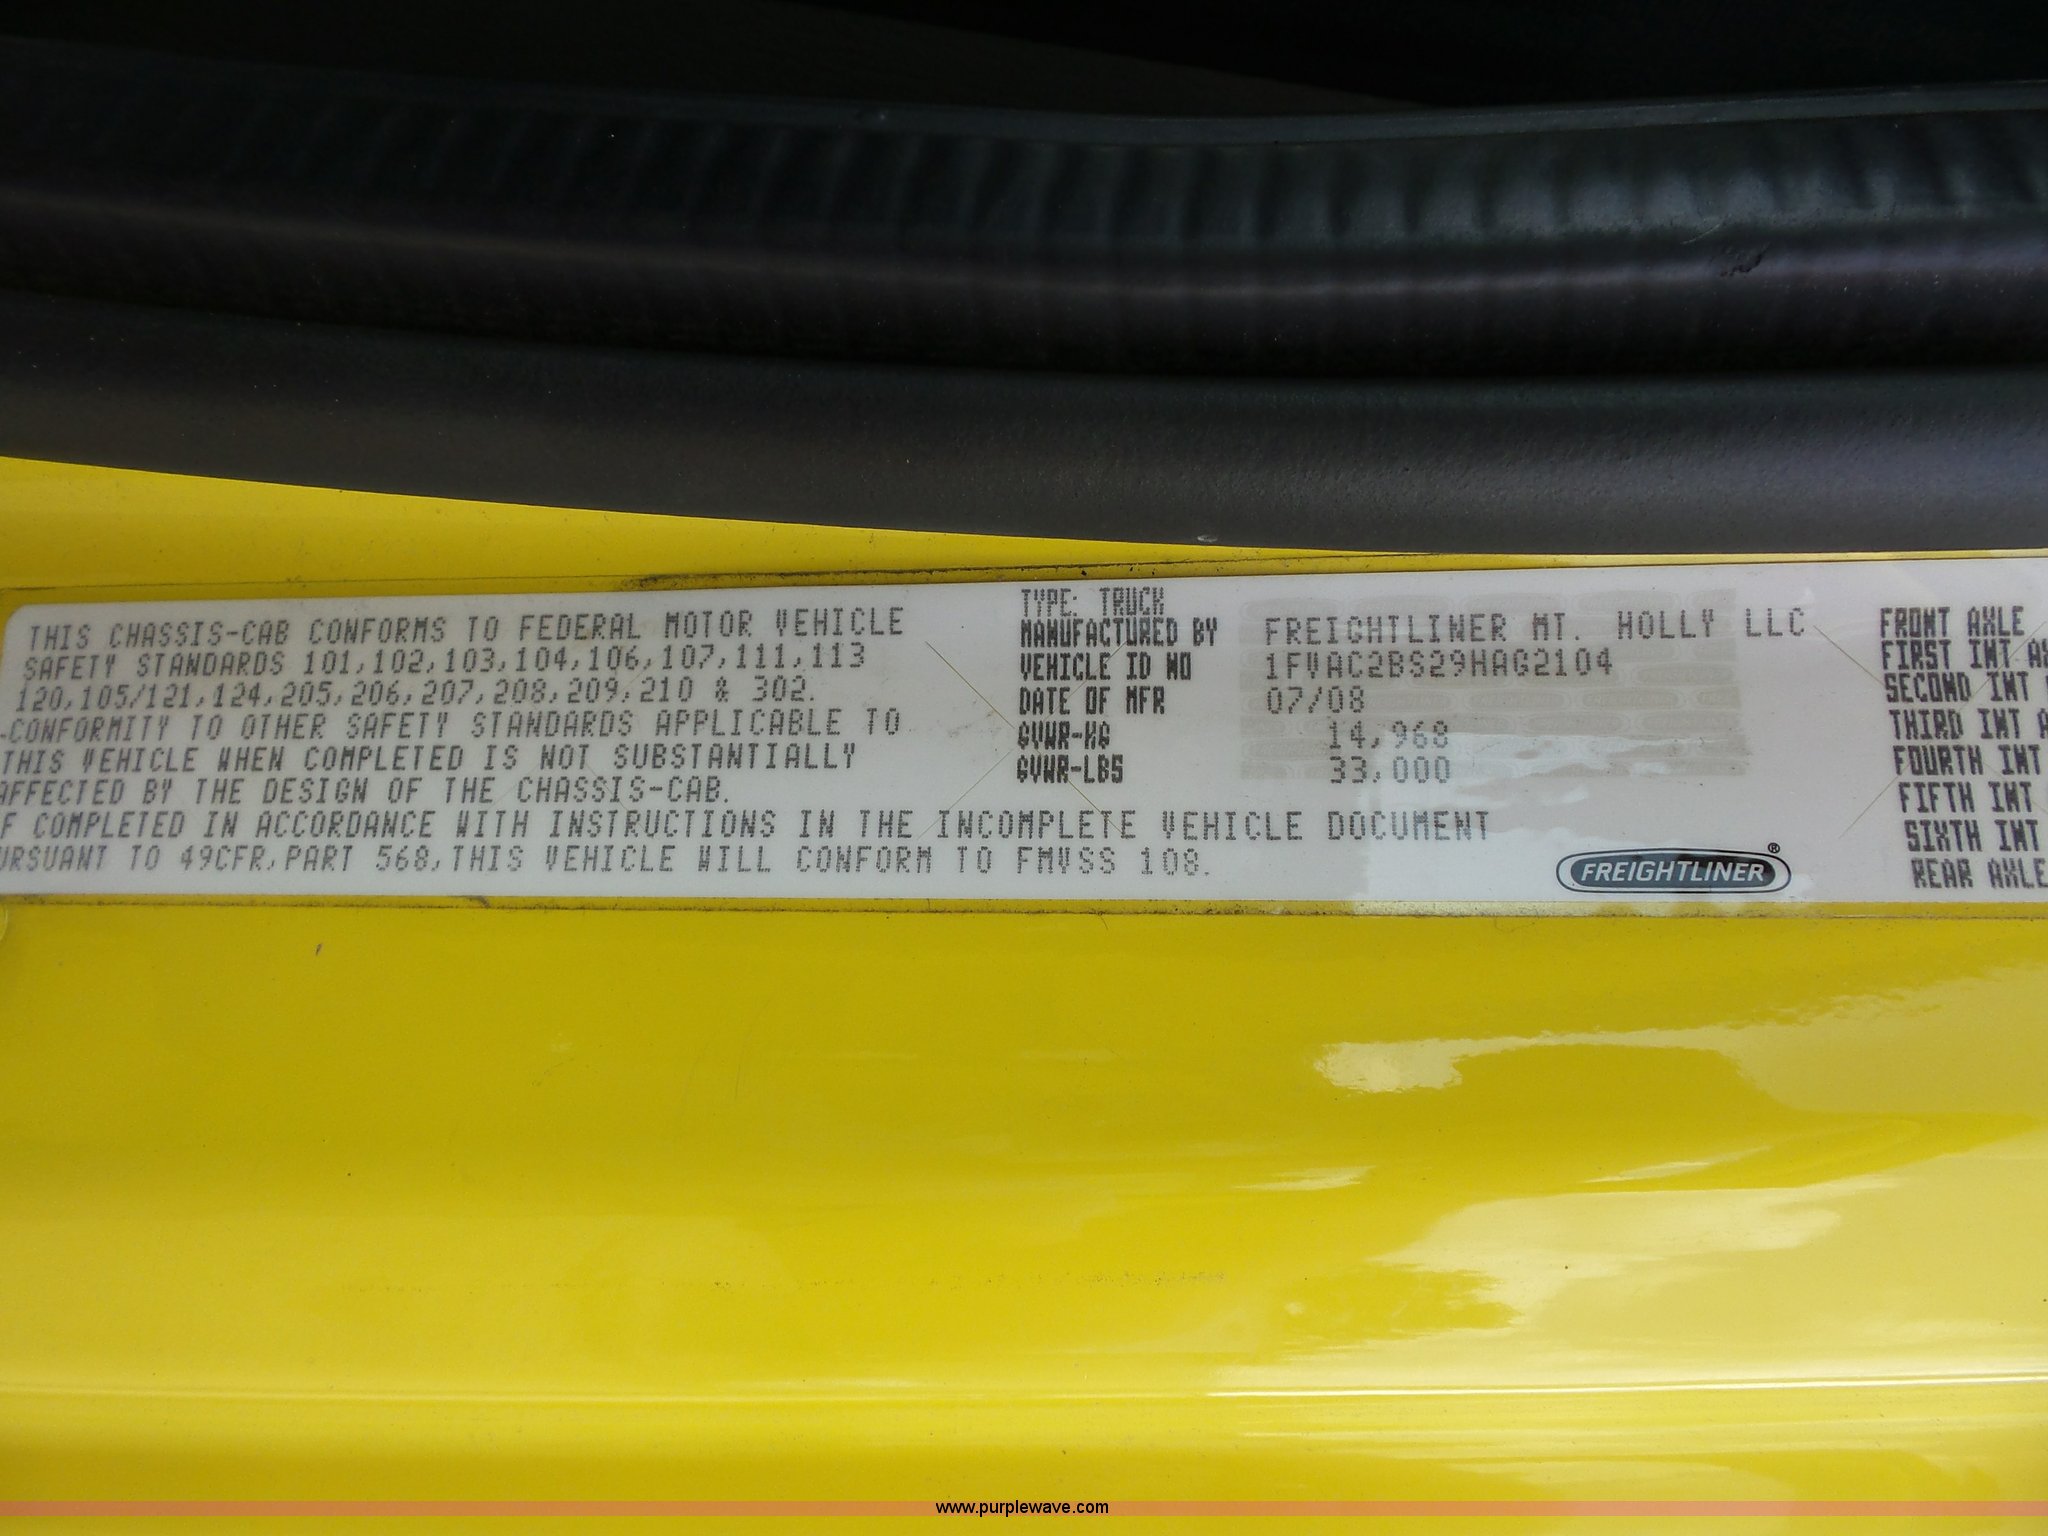 THIS CHASSIS-CAB CONFORMS TO FEDERAL MOTOR VEHICLE
SAFETY STANDARDS 101,102,103,104,106,107,111,113
120,105/121,124,205,206,207,208,209,210 & 302.
-CONFORMITY TO OTHER SAFETY STANDARDS APPLICABLE TO
THIS VEHICLE WHEN COMPLETED IS NOT SUBSTANTIALLY
AFFECTED BY THE DESIGN OF THE CHASSIS-CAB.
F COMPLETED IN ACCORDANCE WITH INSTRUCTIONS IN THE INCOMPLETE VEHICLE DOCUMENT
URSUANT TO 49CFR,PART 568,THIS VEHICLE WILL CONFORM TO FMVSS 108.
TYPE: TRUCK
MANUFACTURED BY FREIGHTLINER MT. HOLLY LLC
VEHICLE ID NO 1FVAC2BS29HAG2104
DATE OF MFR 07/08
GVWR-KG 14,968
GVWR-LBS 33,000
FREIGHTLINER®
FRONT AXLE
FIRST INT A
SECOND INT
THIRD INT A
FOURTH INT
FIFTH INT
SIXTH INT
REAR AXLE
www.purplewave.com